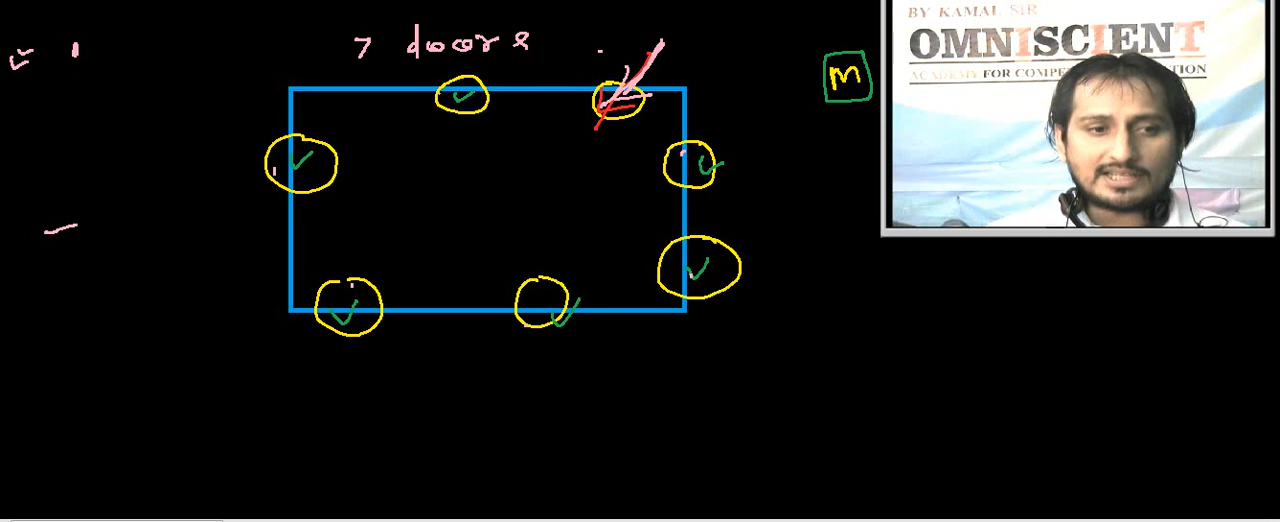 BY KAMAL SIR
OMNISCIENT
ACADEMY FOR COMPE TION
7 doors
M